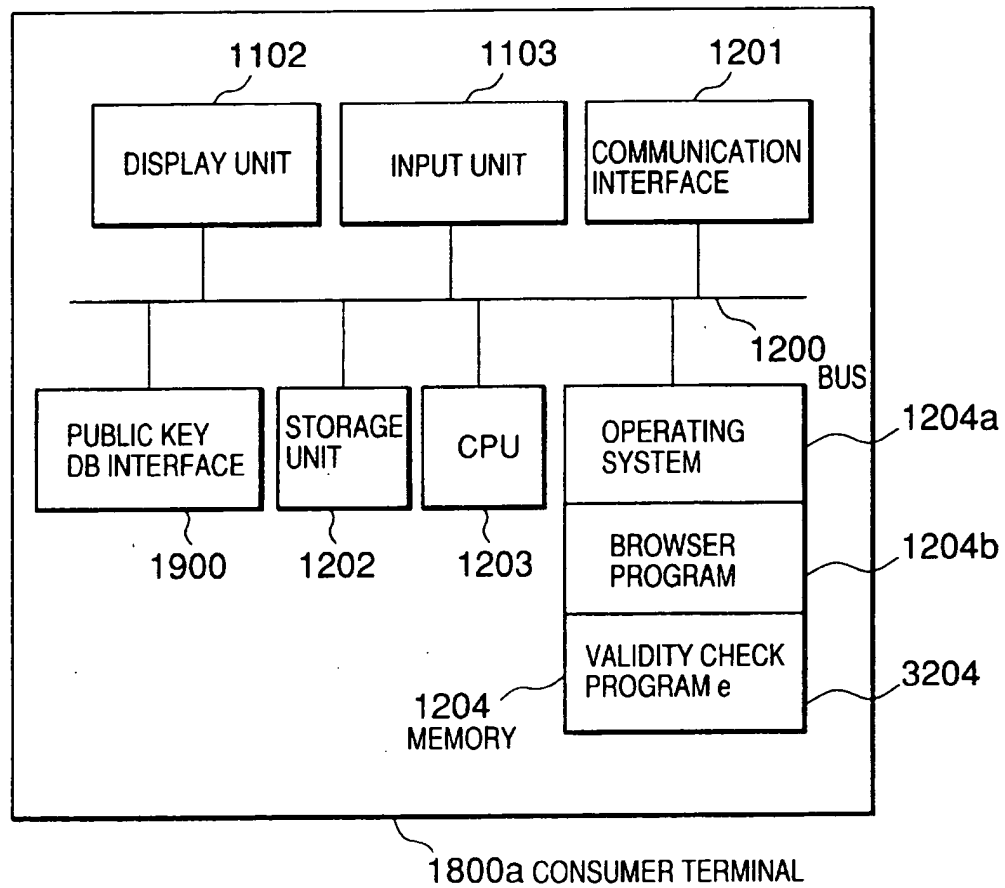 1102
1103
1201
DISPLAY UNIT
INPUT UNIT
COMMUNICATION
INTERFACE
1200
BUS
PUBLIC KEY
DB INTERFACE
STORAGE
UNIT
CPU
OPERATING
SYSTEM
1204a
1900
1202
1203
BROWSER
PROGRAM
1204b
VALIDITY CHECK
PROGRAM e
3204
1204
MEMORY
1800a CONSUMER TERMINAL